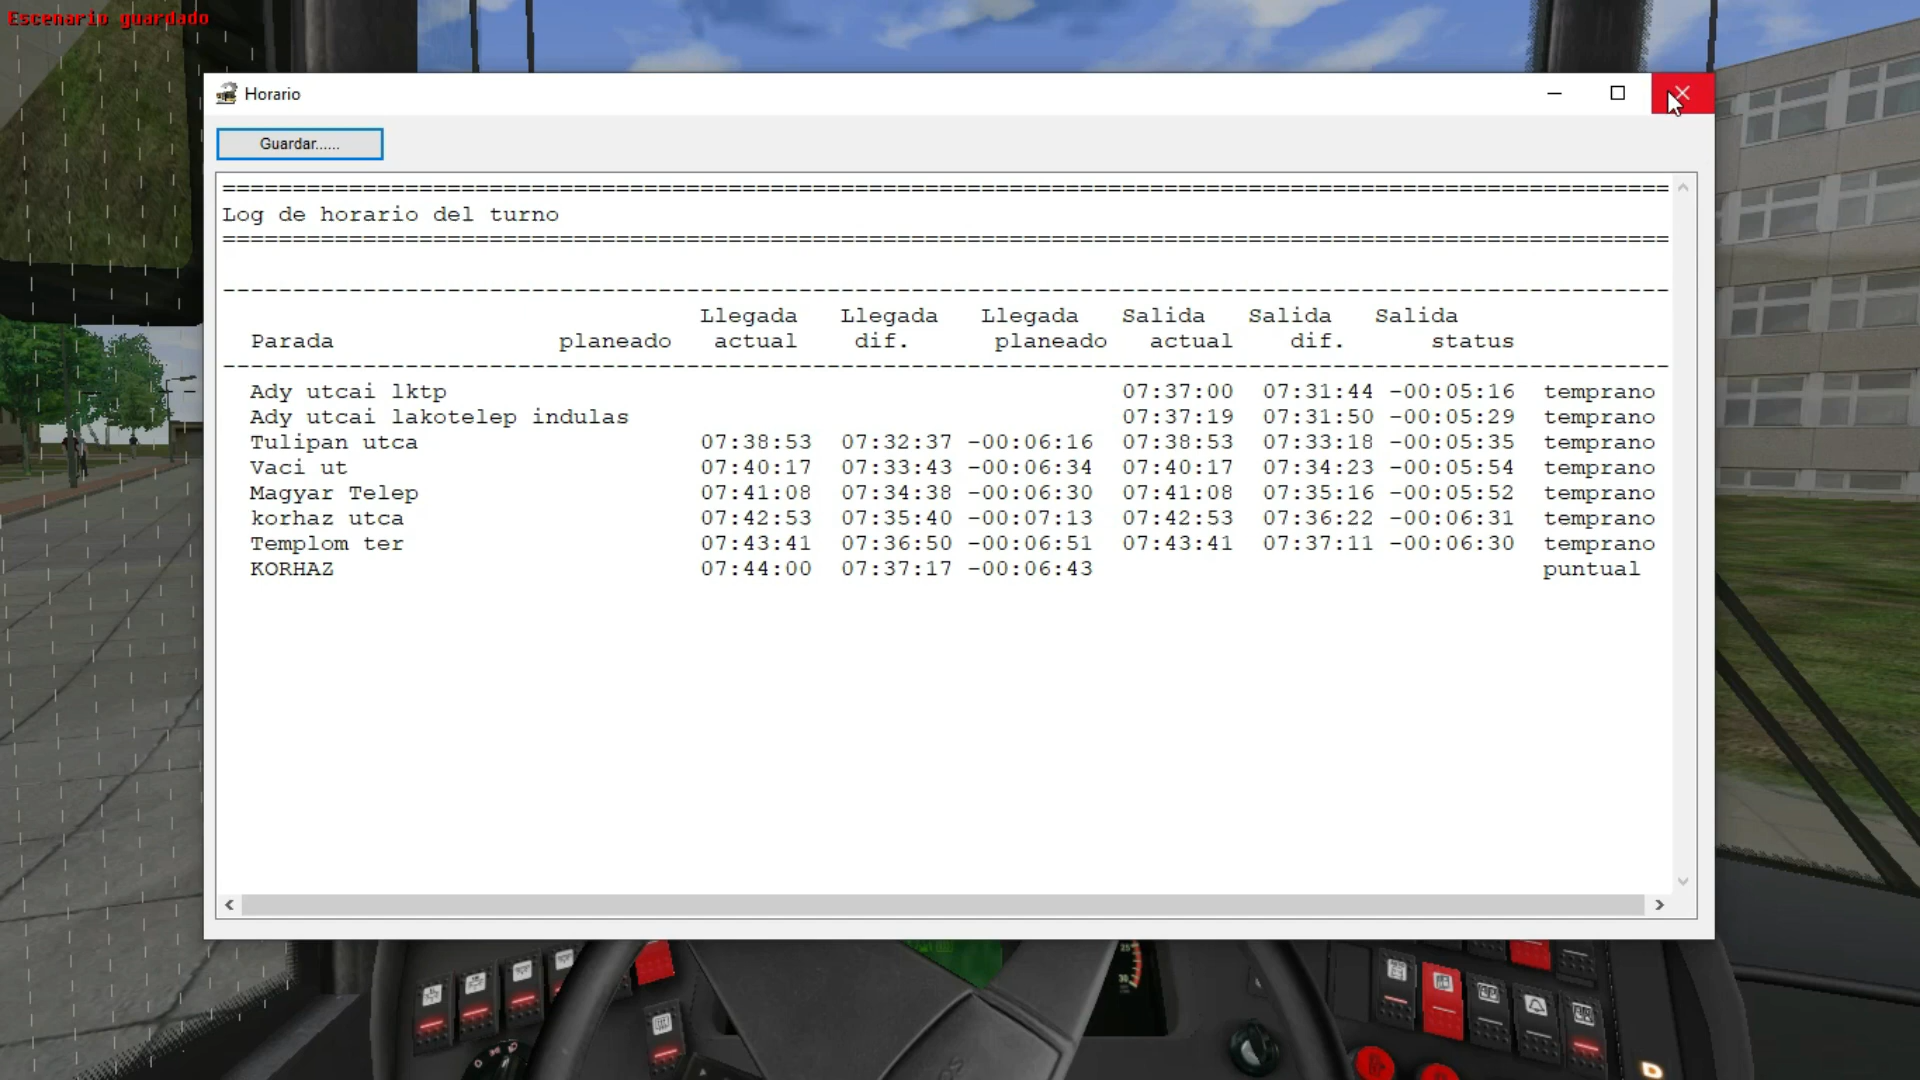 Escenario guardado
Horario
Guardar......
====================================================================================================
Log de horario del turno
====================================================================================================
----------------------------------------------------------------------------------------------------
Llegada Llegada Llegada Salida Salida Salida
Parada planeado actual dif. planeado actual dif. status
----------------------------------------------------------------------------------------------------
Ady utcai lktp 07:37:00 07:31:44 -00:05:16 temprano
Ady utcai lakotelep indulas 07:37:19 07:31:50 -00:05:29 temprano
Tulipan utca 07:38:53 07:32:37 -00:06:16 07:38:53 07:33:18 -00:05:35 temprano
Vaci ut 07:40:17 07:33:43 -00:06:34 07:40:17 07:34:23 -00:05:54 temprano
Magyar Telep 07:41:08 07:34:38 -00:06:30 07:41:08 07:35:16 -00:05:52 temprano
korhaz utca 07:42:53 07:35:40 -00:07:13 07:42:53 07:36:22 -00:06:31 temprano
Templom ter 07:43:41 07:36:50 -00:06:51 07:43:41 07:37:11 -00:06:30 temprano
KORHAZ 07:44:00 07:37:17 -00:06:43 puntual